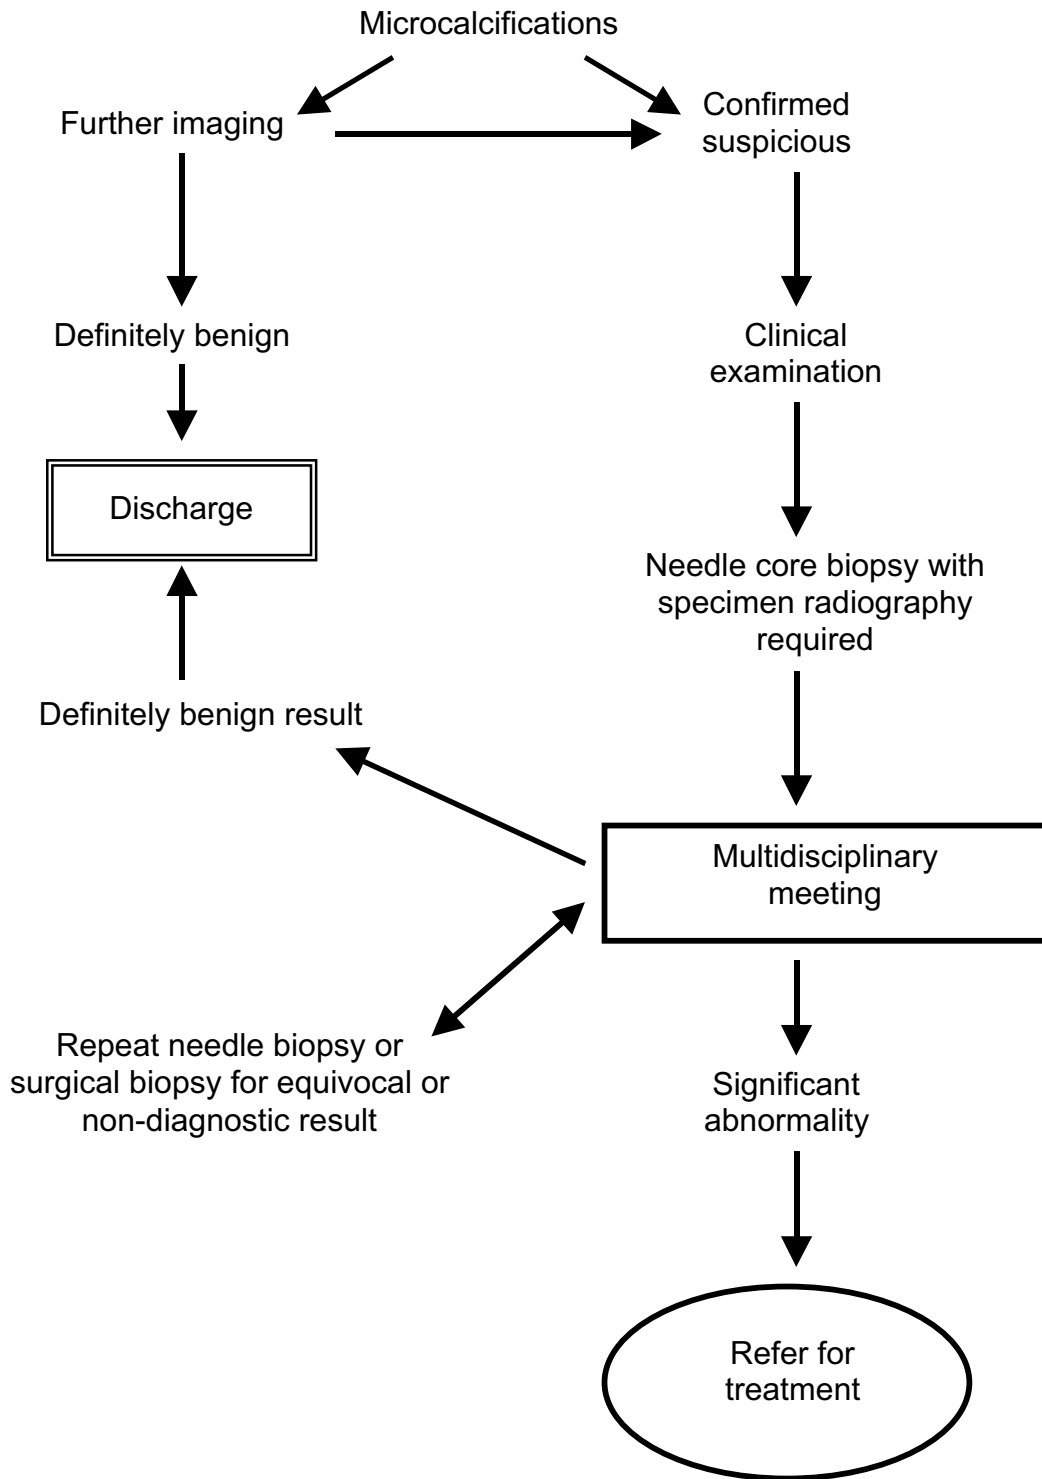 Microcalcifications
Further imaging
Confirmed
suspicious
Definitely benign
Clinical
examination
Discharge
Needle core biopsy with
specimen radiography
required
Definitely benign result
Multidisciplinary
meeting
Repeat needle biopsy or
surgical biopsy for equivocal or
non-diagnostic result
Significant
abnormality
Refer for
treatment